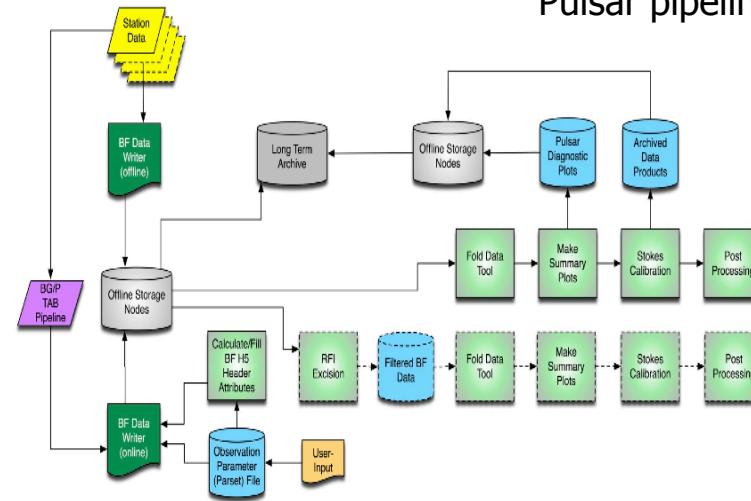 Pulsar pipeli
Station
Data
BF Data
Writer
(offline)
Long Term
Archive
Offline Storage
Nodes
Pulsar
Diagnostic
Plots
Archived
Data
Products
BG/P
TAB
Pipeline
Offline Storage
Nodes
Fold Data
Tool
Make
Summary
Plots
Stokes
Calibration
Post
Processing
Calculate/Fill
BF H5
Header
Attributes
RFI
Excision
Filtered BF
Data
Fold Data
Tool
Make
Summary
Plots
Stokes
Calibration
Post
Processing
BF Data
Writer
(online)
Observation
Parameter
(Parset) File
User-
Input